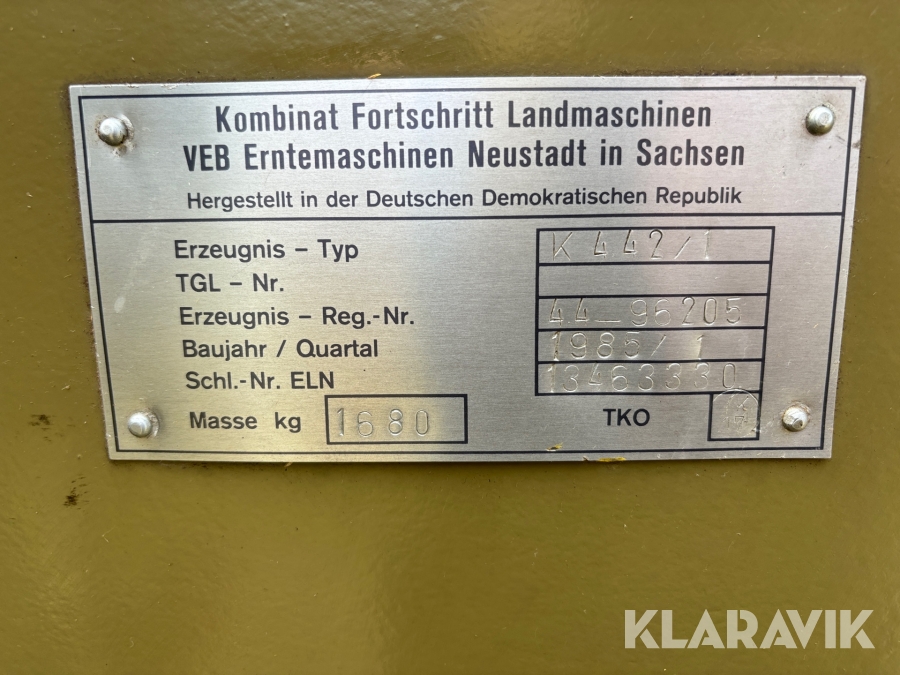 Kombinat Fortschritt Landmaschinen
VEB Erntemaschinen Neustadt in Sachsen
Hergestellt in der Deutschen Demokratischen Republik
Erzeugnis – Typ K 442/1
TGL – Nr.
Erzeugnis – Reg.-Nr. 44–96205
Baujahr / Quartal 1985/1
Schl.-Nr. ELN 13463330
Masse kg 1680 TKO
KLARAVIK